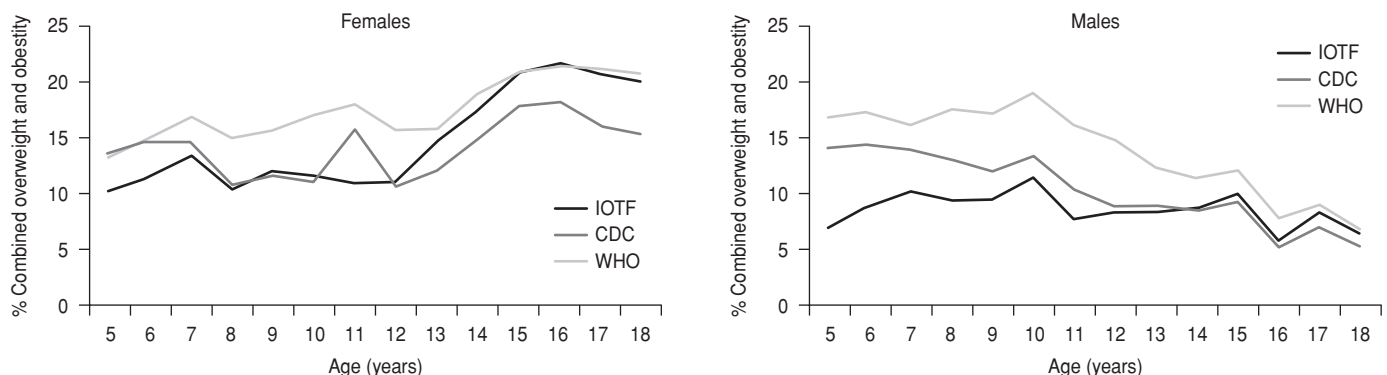 Females
% Combined overweight and obestity
25
20
15
10
5
0
IOTF
CDC
WHO
5 6 7 8 9 10 11 12 13 14 15 16 17 18
Age (years)
Males
% Combined overweight and obestity
25
20
15
10
5
0
IOTF
CDC
WHO
5 6 7 8 9 10 11 12 13 14 15 16 17 18
Age (years)